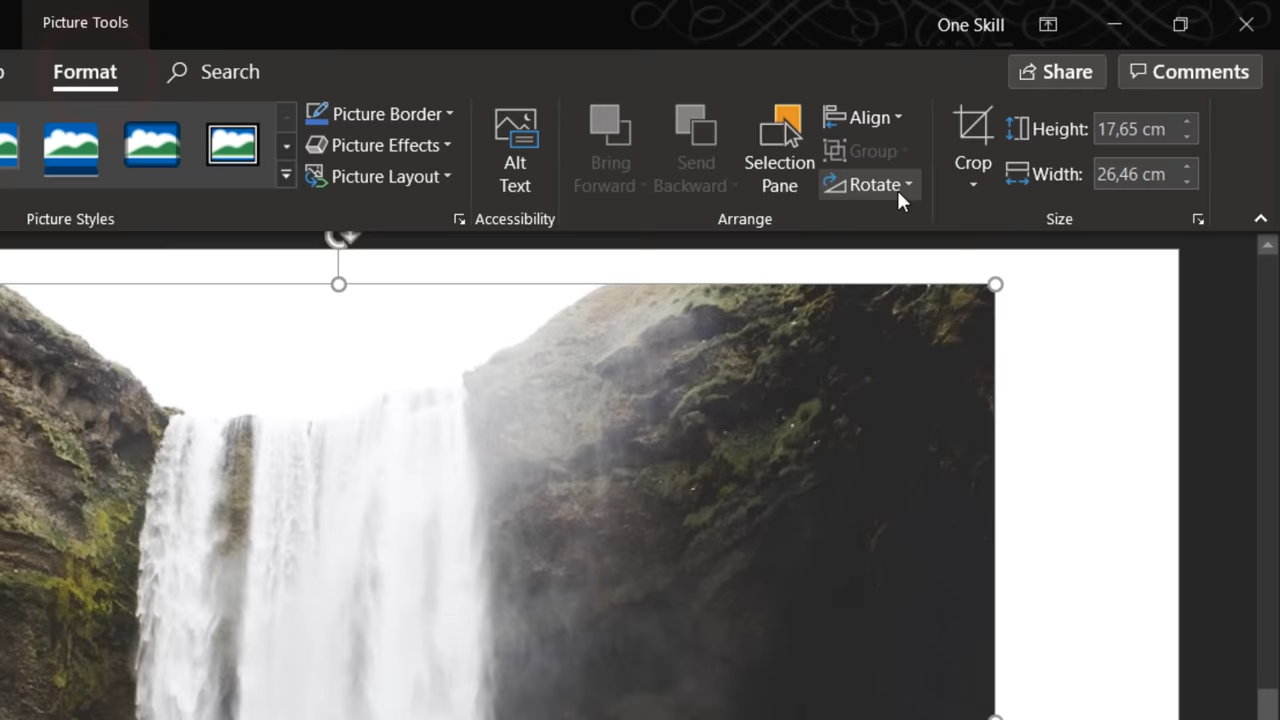 Picture Tools
One Skill
Format
Search
Share
Comments
Picture Border
Picture Effects
Picture Layout
Alt
Text
Bring
Forward
Send
Backward
Selection
Pane
Align
Group
Rotate
Crop
Height: 17,65 cm
Width: 26,46 cm
Picture Styles
Accessibility
Arrange
Size